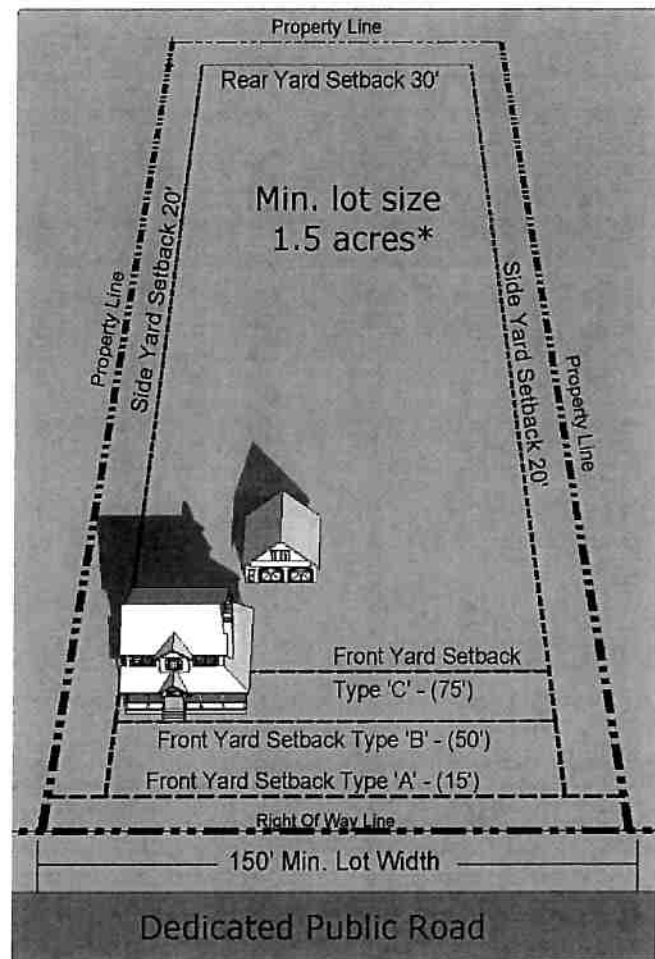 Property Line
Rear Yard Setback 30'
Min. lot size
1.5 acres*
Side Yard Setback 20'
Property Line
Side Yard Setback 20'
Property Line
Front Yard Setback
Type 'C' - (75')
Front Yard Setback Type 'B' - (50')
Front Yard Setback Type 'A' - (15')
Right Of Way Line
150' Min. Lot Width
Dedicated Public Road